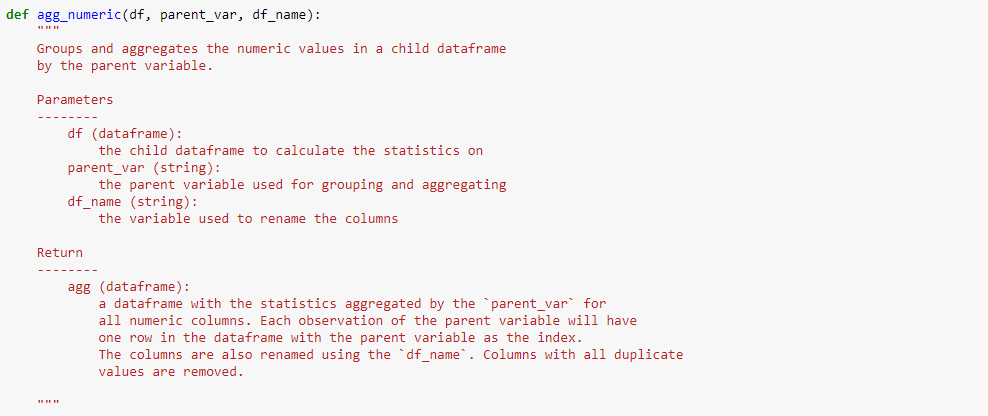 def agg_numeric(df, parent_var, df_name):
"""
Groups and aggregates the numeric values in a child dataframe
by the parent variable.
Parameters
--------
df (dataframe):
the child dataframe to calculate the statistics on
parent_var (string):
the parent variable used for grouping and aggregating
df_name (string):
the variable used to rename the columns
Return
--------
agg (dataframe):
a dataframe with the statistics aggregated by the `parent_var` for
all numeric columns. Each observation of the parent variable will have
one row in the dataframe with the parent variable as the index.
The columns are also renamed using the `df_name`. Columns with all duplicate
values are removed.
"""